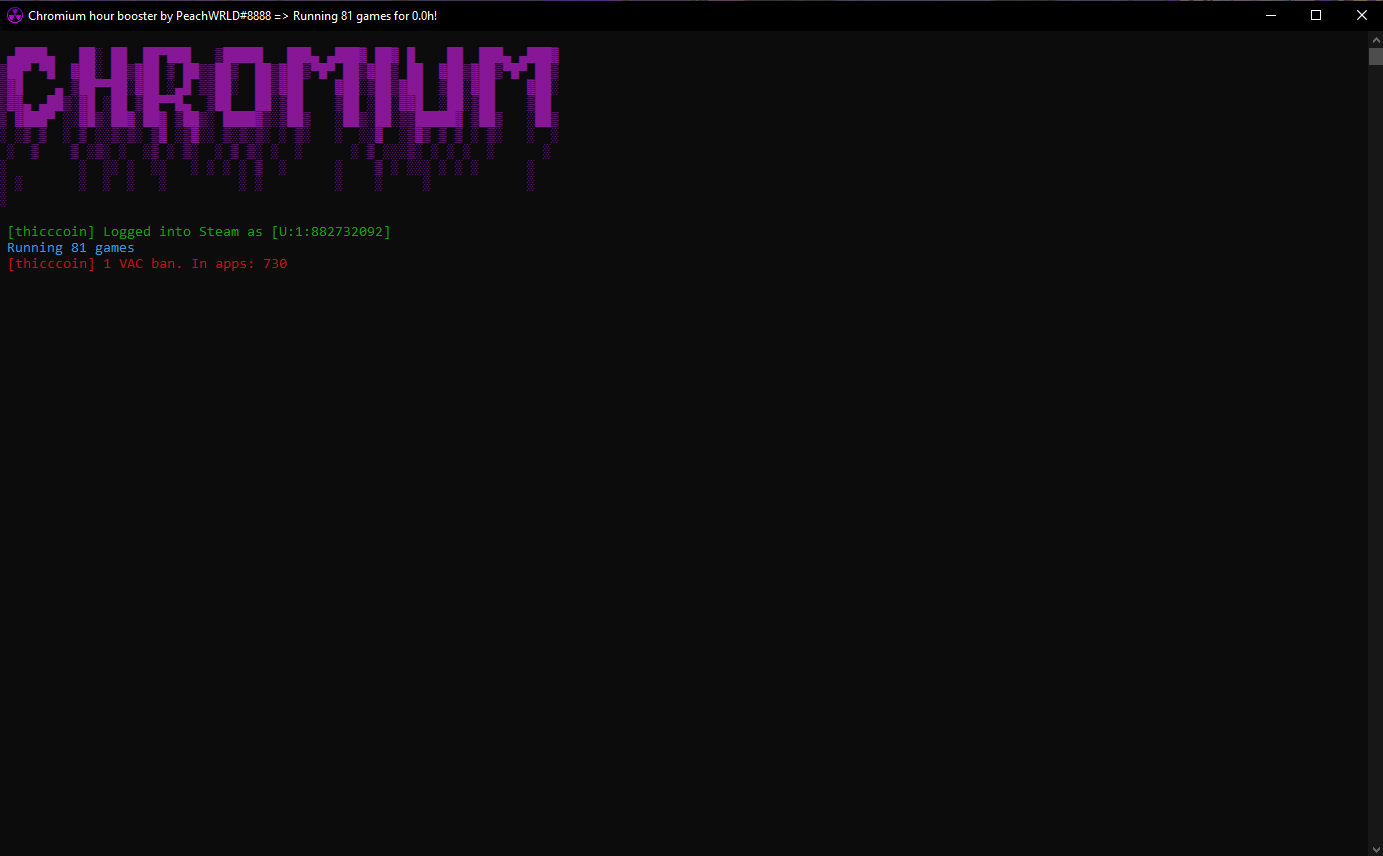 Chromium hour booster by PeachWRLD#8888 => Running 81 games for 0.0h!
CHROMIUM
[thicccoin] Logged into Steam as [U:1:882732092]
Running 81 games
[thicccoin] 1 VAC ban. In apps: 730